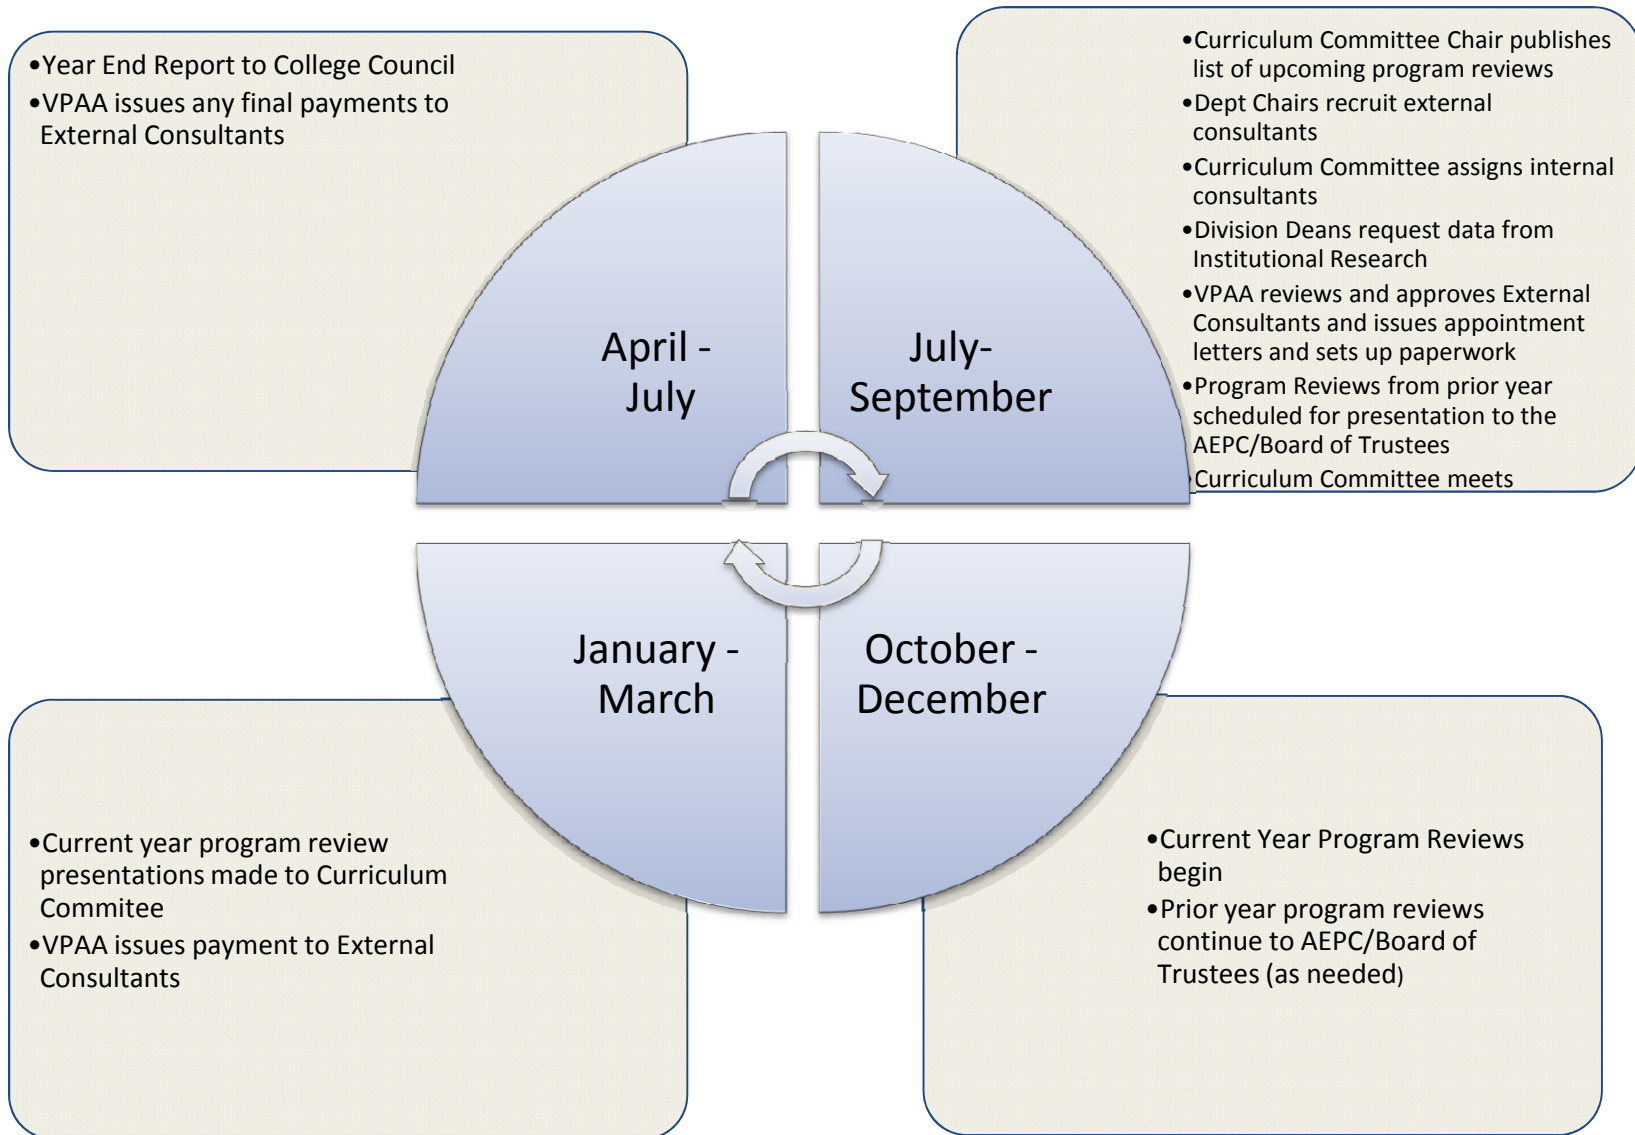 •Year End Report to College Council
•VPAA issues any final payments to
External Consultants
•Curriculum Committee Chair publishes
list of upcoming program reviews
•Dept Chairs recruit external
consultants
•Curriculum Committee assigns internal
consultants
•Division Deans request data from
Institutional Research
•VPAA reviews and approves External
Consultants and issues appointment
letters and sets up paperwork
•Program Reviews from prior year
scheduled for presentation to the
AEPC/Board of Trustees
•Curriculum Committee meets
April -
July
July-
September
January -
March
October -
December
•Current year program review
presentations made to Curriculum
Commitee
•VPAA issues payment to External
Consultants
•Current Year Program Reviews
begin
•Prior year program reviews
continue to AEPC/Board of
Trustees (as needed)